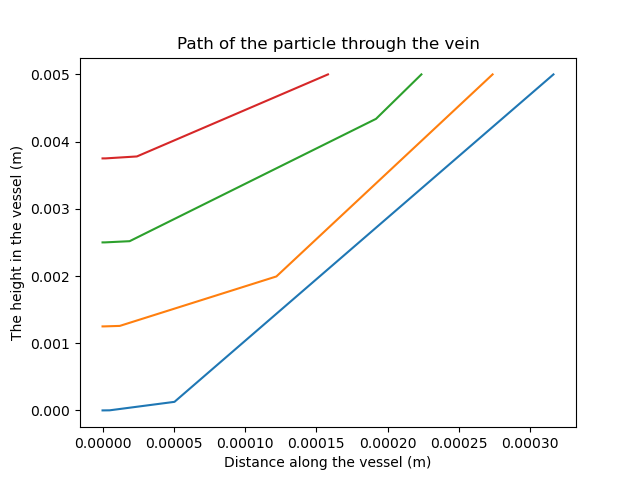 Path of the particle through the vein
The height in the vessel (m)
0.005
0.004
0.003
0.002
0.001
0.000
0.00000 0.00005 0.00010 0.00015 0.00020 0.00025 0.00030
Distance along the vessel (m)